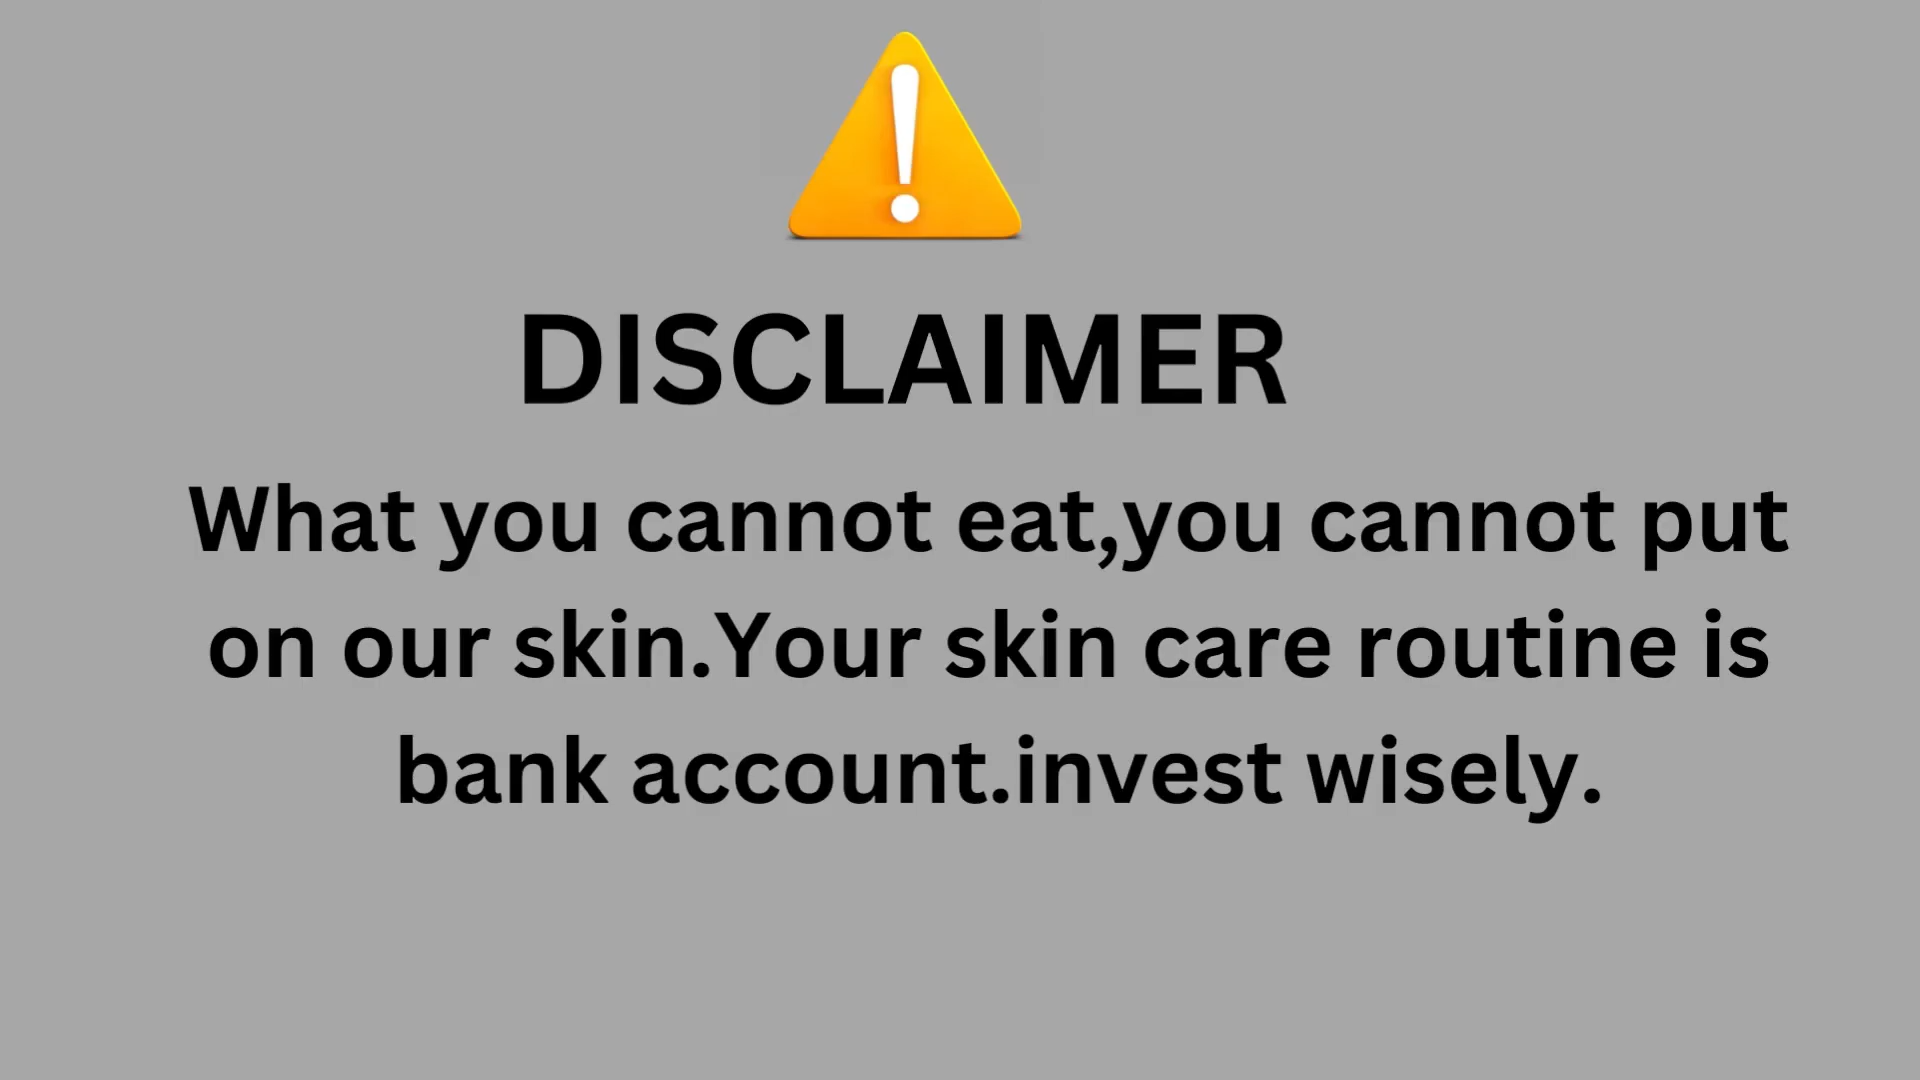 DISCLAIMER
What you cannot eat,you cannot put
on our skin.Your skin care routine is
bank account.invest wisely.